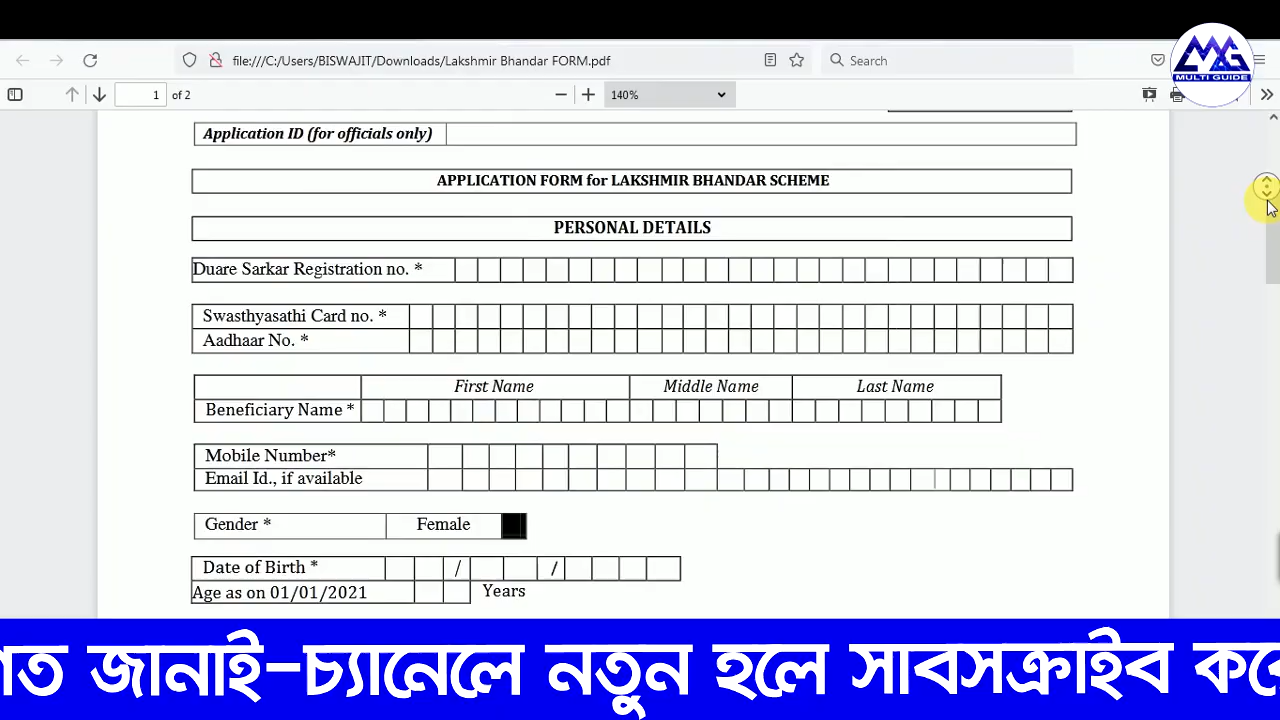 file:///C:/Users/BISWAJIT/Downloads/Lakshmir Bhandar FORM.pdf
Search
MULTI GUIDE
1 of 2
140%
Application ID (for officials only)
APPLICATION FORM for LAKSHMIR BHANDAR SCHEME
PERSONAL DETAILS
Duare Sarkar Registration no. *
Swasthyasathi Card no. *
Aadhaar No. *
First Name Middle Name Last Name
Beneficiary Name *
Mobile Number*
Email Id., if available
Gender * Female
Date of Birth * / /
Age as on 01/01/2021 Years
জানাই-চ্যানেলে নতুন হলে সাবসক্রাইব